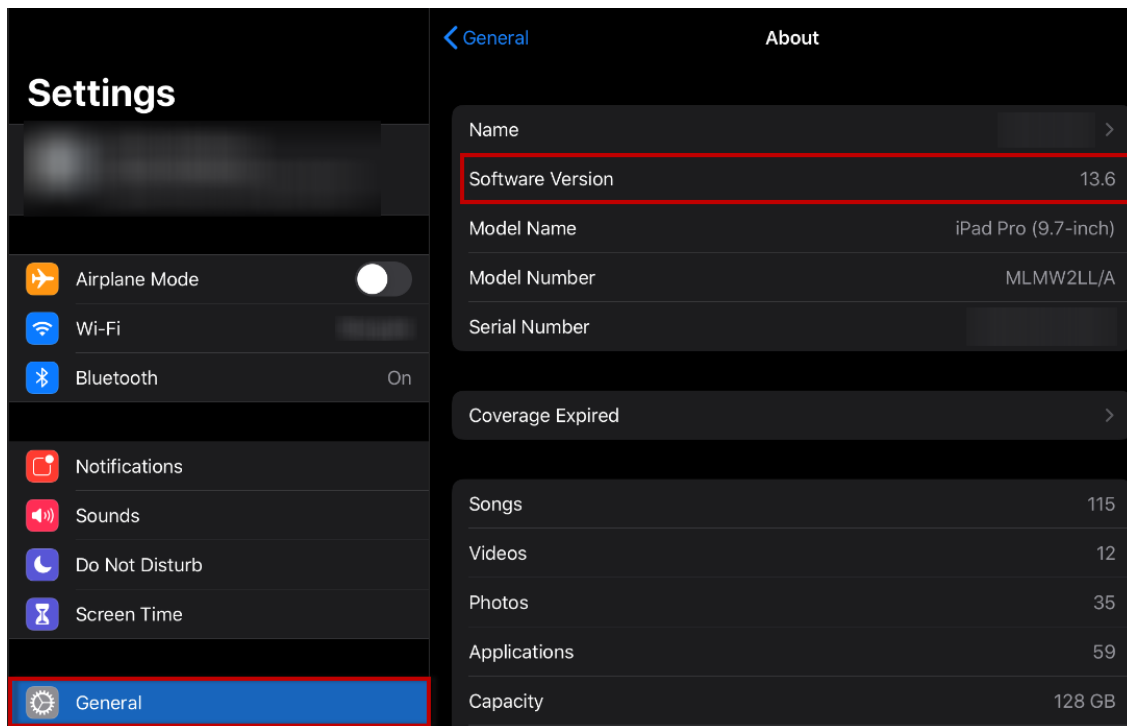 Settings
Airplane Mode
Wi-Fi
Bluetooth On
Notifications
Sounds
Do Not Disturb
Screen Time
General
General About
Name
Software Version 13.6
Model Name iPad Pro (9.7-inch)
Model Number MLMW2LL/A
Serial Number
Coverage Expired
Songs 115
Videos 12
Photos 35
Applications 59
Capacity 128 GB